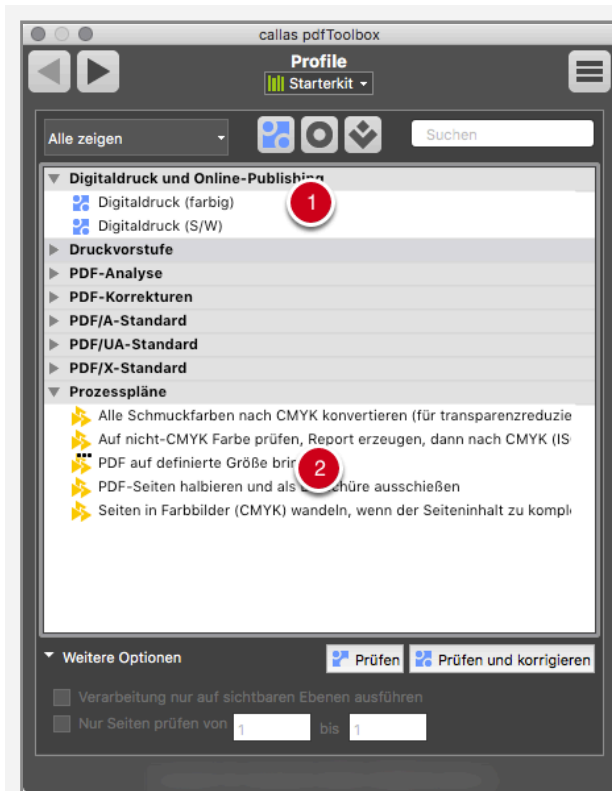 callas pdfToolbox
Profile
Starterkit
Alle zeigen
Suchen
Digitaldruck und Online-Publishing
1
Digitaldruck (farbig)
Digitaldruck (S/W)
Druckvorstufe
PDF-Analyse
PDF-Korrekturen
PDF/A-Standard
PDF/UA-Standard
PDF/X-Standard
Prozesspläne
Alle Schmuckfarben nach CMYK konvertieren (für transparenzreduzie
Auf nicht-CMYK Farbe prüfen, Report erzeugen, dann nach CMYK (IS
PDF auf definierte Größe brin
2
PDF-Seiten halbieren und als schüre ausschießen
Seiten in Farbbilder (CMYK) wandeln, wenn der Seiteninhalt zu kompl
Weitere Optionen
Prüfen
Prüfen und korrigieren
Verarbeitung nur auf sichtbaren Ebenen ausführen
Nur Seiten prüfen von 1 bis 1